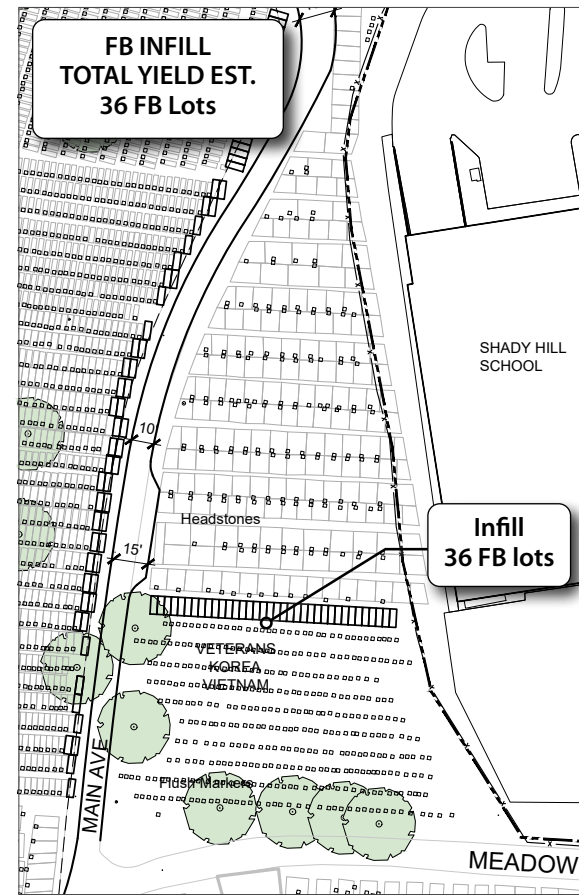 FB INFILL
TOTAL YIELD EST.
36 FB Lots
SHADY HILL
SCHOOL
10'
Headstones
Infill
36 FB lots
15'
VETERANS
KOREA
VIETNAM
MAIN AVE
Flush Markers
MEADOW